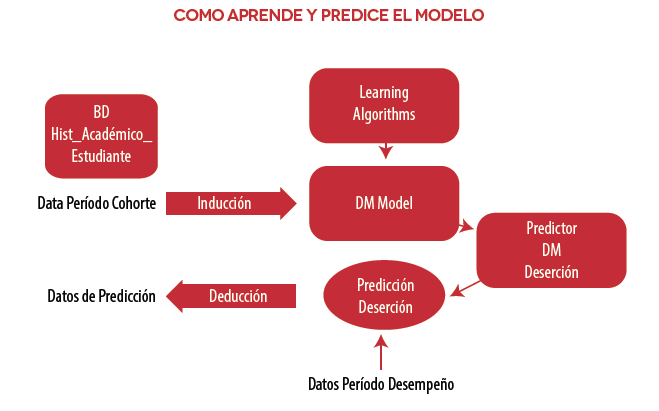 COMO APRENDE Y PREDICE EL MODELO
Learning
Algorithms
BD
Hist_Académico_
Estudiante
Data Período Cohorte
Inducción
DM Model
Predictor
DM
Deserción
Datos de Predicción
Deducción
Predicción
Deserción
Datos Período Desempeño